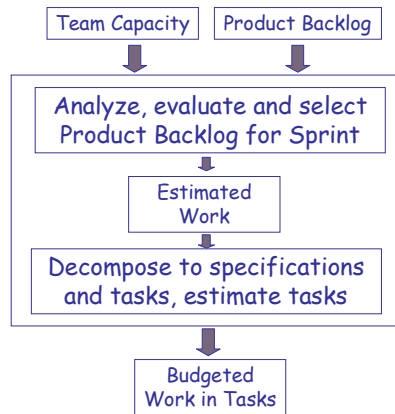 Team Capacity
Product Backlog
Analyze, evaluate and select
Product Backlog for Sprint
Estimated
Work
Decompose to specifications
and tasks, estimate tasks
Budgeted
Work in Tasks